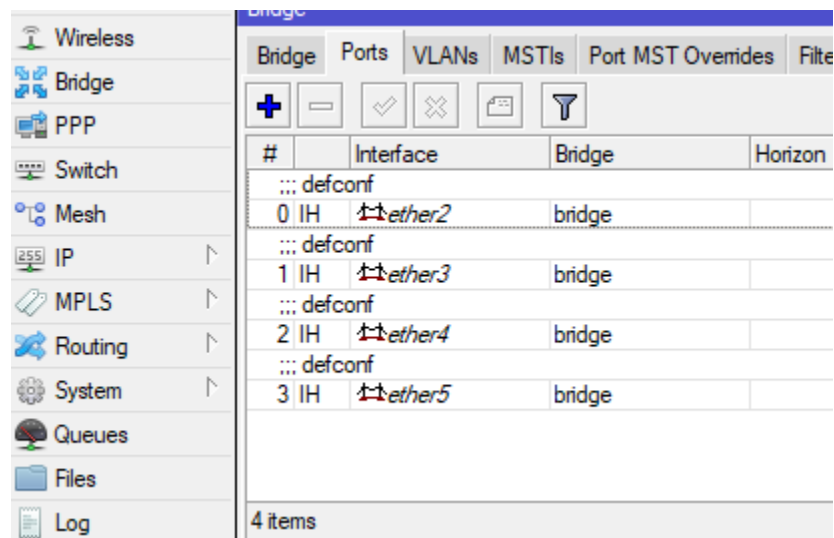 Bridge
Wireless
Bridge
PPP
Switch
Mesh
255 IP
MPLS
Routing
System
Queues
Files
Log
Bridge Ports VLANs MSTIs Port MST Overrides Filte
# Interface Bridge Horizon
;;; defconf
0 IH ether2 bridge
;;; defconf
1 IH ether3 bridge
;;; defconf
2 IH ether4 bridge
;;; defconf
3 IH ether5 bridge
4 items